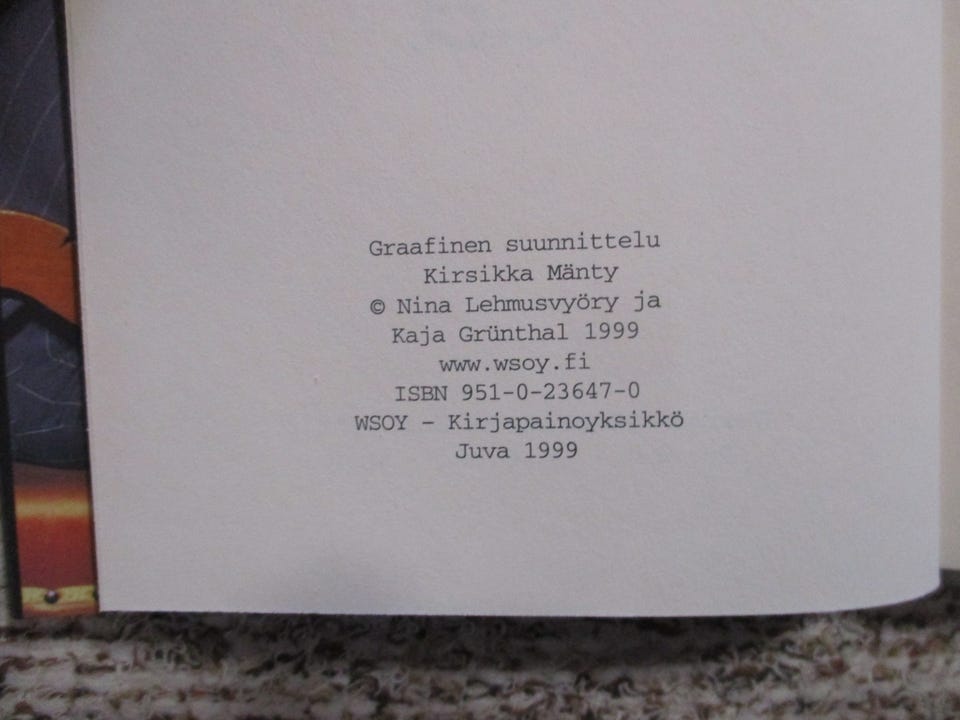 Graafinen suunnittelu
Kirsikka Mänty
© Nina Lehmusvyöry ja
Kaja Grünthal 1999
www.wsoy.fi
ISBN 951-0-23647-0
WSOY - Kirjapainoyksikkö
Juva 1999